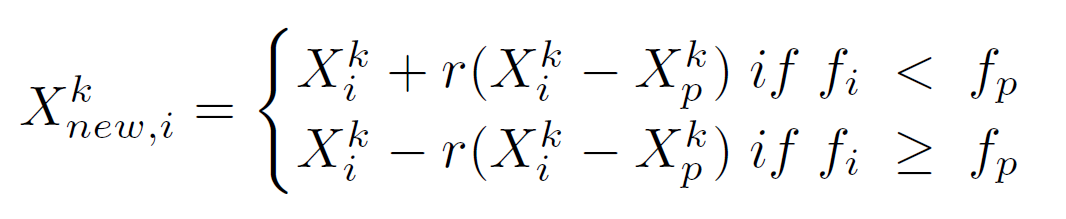 X^k_{new,i} = { X^k_i + r(X^k_i − X^k_p) if f_i < f_p
X^k_i − r(X^k_i − X^k_p) if f_i ≥ f_p